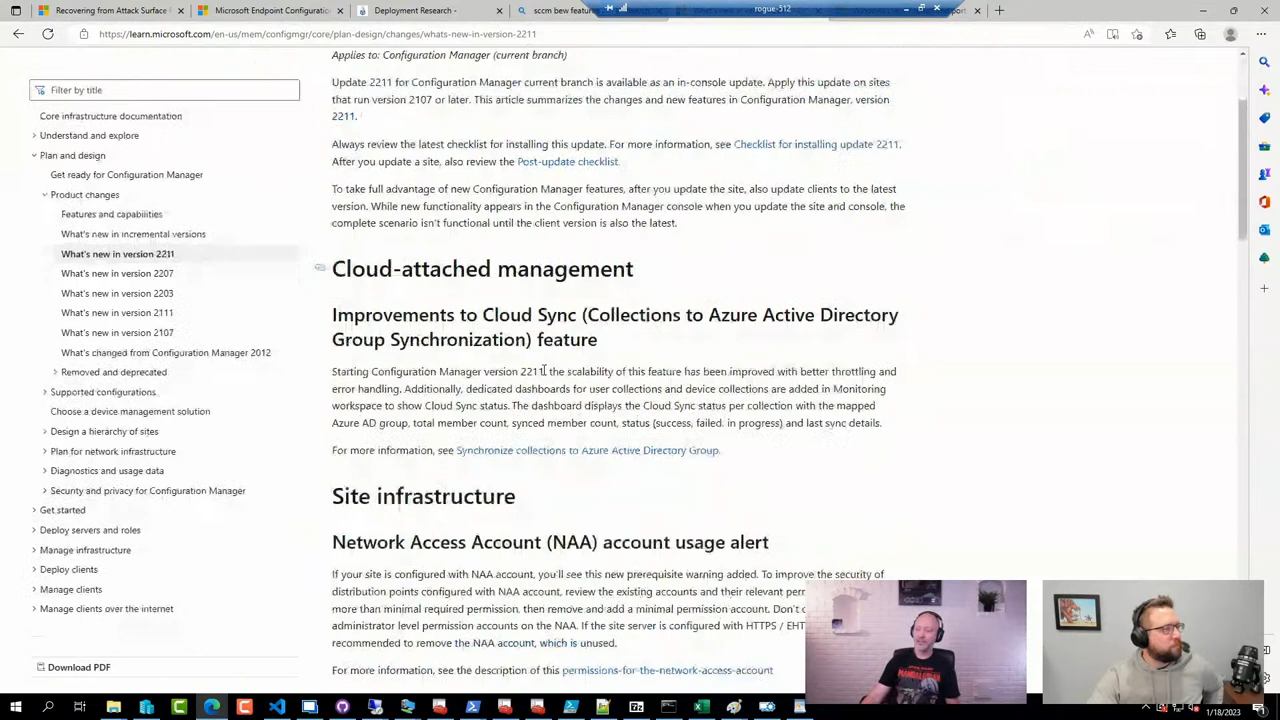 Recovering from Attack Surface
Microsoft Endpoint Configuratio
Deployment Research -
sccm bew feature
rogue-512
port
https://learn.microsoft.com/en-us/mem/configmgr/core/plan-design/changes/whats-new-in-version-2211
Filter by title
Core infrastructure documentation
Understand and explore
Plan and design
Get ready for Configuration Manager
Product changes
Features and capabilities
What's new in incremental versions
What's new in version 2211
What's new in version 2207
What's new in version 2203
What's new in version 2111
What's new in version 2107
What's changed from Configuration Manager 2012
Removed and deprecated
Supported configurations
Choose a device management solution
Design a hierarchy of sites
Plan for network infrastructure
Diagnostics and usage data
Security and privacy for Configuration Manager
Get started
Deploy servers and roles
Manage infrastructure
Deploy clients
Manage clients
Manage clients over the internet
Download PDF
Applies to: Configuration Manager (current branch)
Update 2211 for Configuration Manager current branch is available as an in-console update. Apply this update on sites
that run version 2107 or later. This article summarizes the changes and new features in Configuration Manager, version
2211.
Always review the latest checklist for installing this update. For more information, see Checklist for installing update 2211.
After you update a site, also review the Post-update checklist.
To take full advantage of new Configuration Manager features, after you update the site, also update clients to the latest
version. While new functionality appears in the Configuration Manager console when you update the site and console, the
complete scenario isn't functional until the client version is also the latest.
Cloud-attached management
Improvements to Cloud Sync (Collections to Azure Active Directory
Group Synchronization) feature
Starting Configuration Manager version 2211, the scalability of this feature has been improved with better throttling and
error handling. Additionally, dedicated dashboards for user collections and device collections are added in Monitoring
workspace to show Cloud Sync status. The dashboard displays the Cloud Sync status per collection with the mapped
Azure AD group, total member count, synced member count, status (success, failed, in progress) and last sync details.
For more information, see Synchronize collections to Azure Active Directory Group.
Site infrastructure
Network Access Account (NAA) account usage alert
If your site is configured with NAA account, you'll see this new prerequisite warning added. To improve the security of
distribution points configured with NAA account, review the existing accounts and their relevant perm
more than minimal required permission, then remove and add a minimal permission account. Don't c
administrator level permission accounts on the NAA. If the site server is configured with HTTPS / EHT
recommended to remove the NAA account, which is unused.
For more information, see the description of this permissions-for-the-network-access-account
MANDALORIAN
1/18/2023